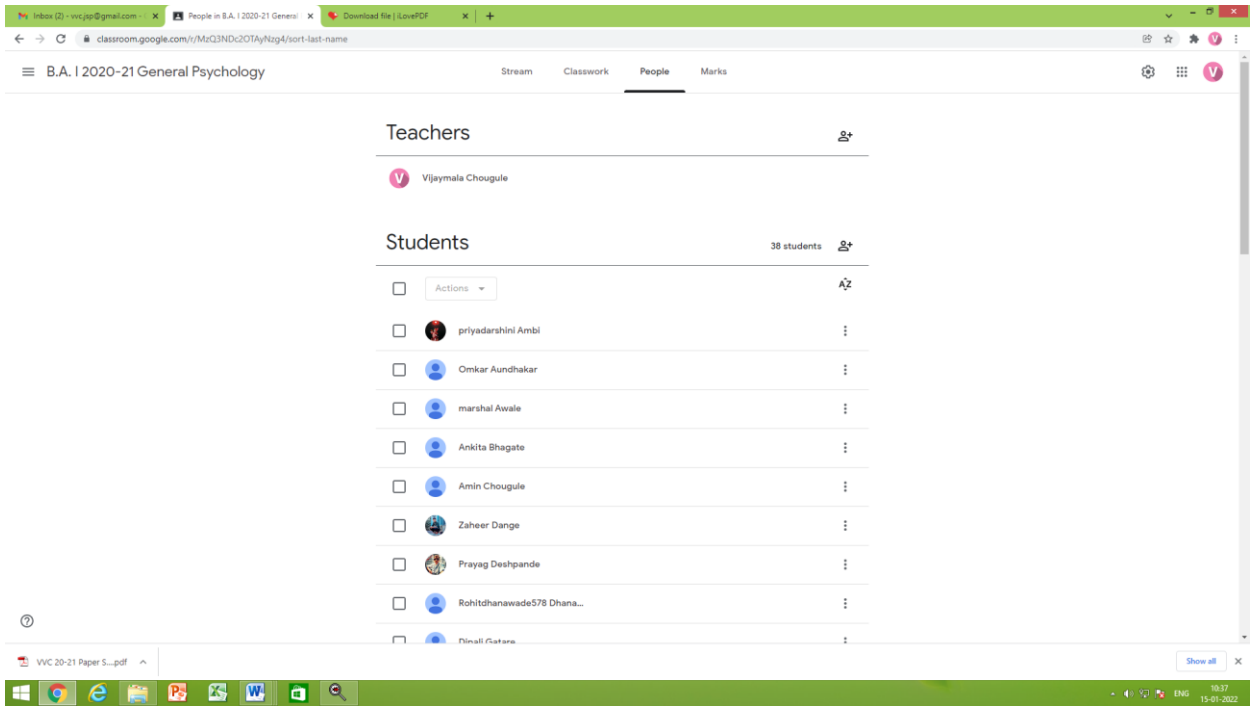 Inbox (2) - vvc.jsp@gmail.com -
People in B.A. I 2020-21 General
Download file | iLovePDF
classroom.google.com/r/MzQ3NDc2OTAyNzg4/sort-last-name
V
B.A. I 2020-21 General Psychology
Stream
Classwork
People
Marks
V
Teachers
V Vijaymala Chougule
Students
38 students
Actions
AZ
priyadarshini Ambi
Omkar Aundhakar
marshal Awale
Ankita Bhagate
Amin Chougule
Zaheer Dange
Prayag Deshpande
Rohitdhanawade578 Dhana...
Dipali Gatare
VVC 20-21 Paper S....pdf
Show all
ENG
10:37
15-01-2022